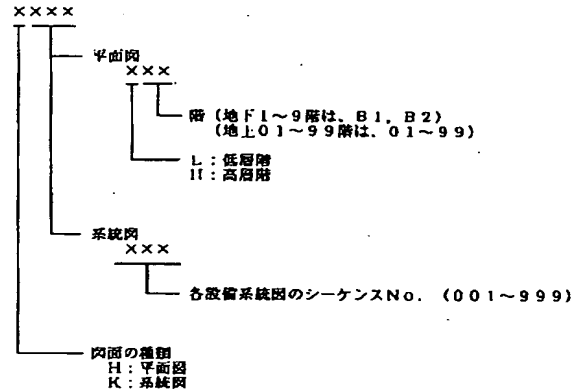 ××××
平面図
×××
階（地下1～9階は、B1，B2）
（地上01～99階は、01～99）
L：低層階
H：高層階
系統図
×××
各設備系統図のシーケンスNo．（001～999）
図面の種類
H：平面図
K：系統図